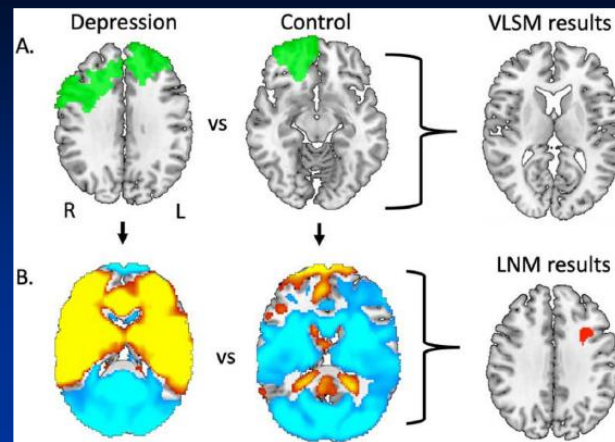 Depression Control VLSM results
A.
vs
R L
LNM results
B.
vs